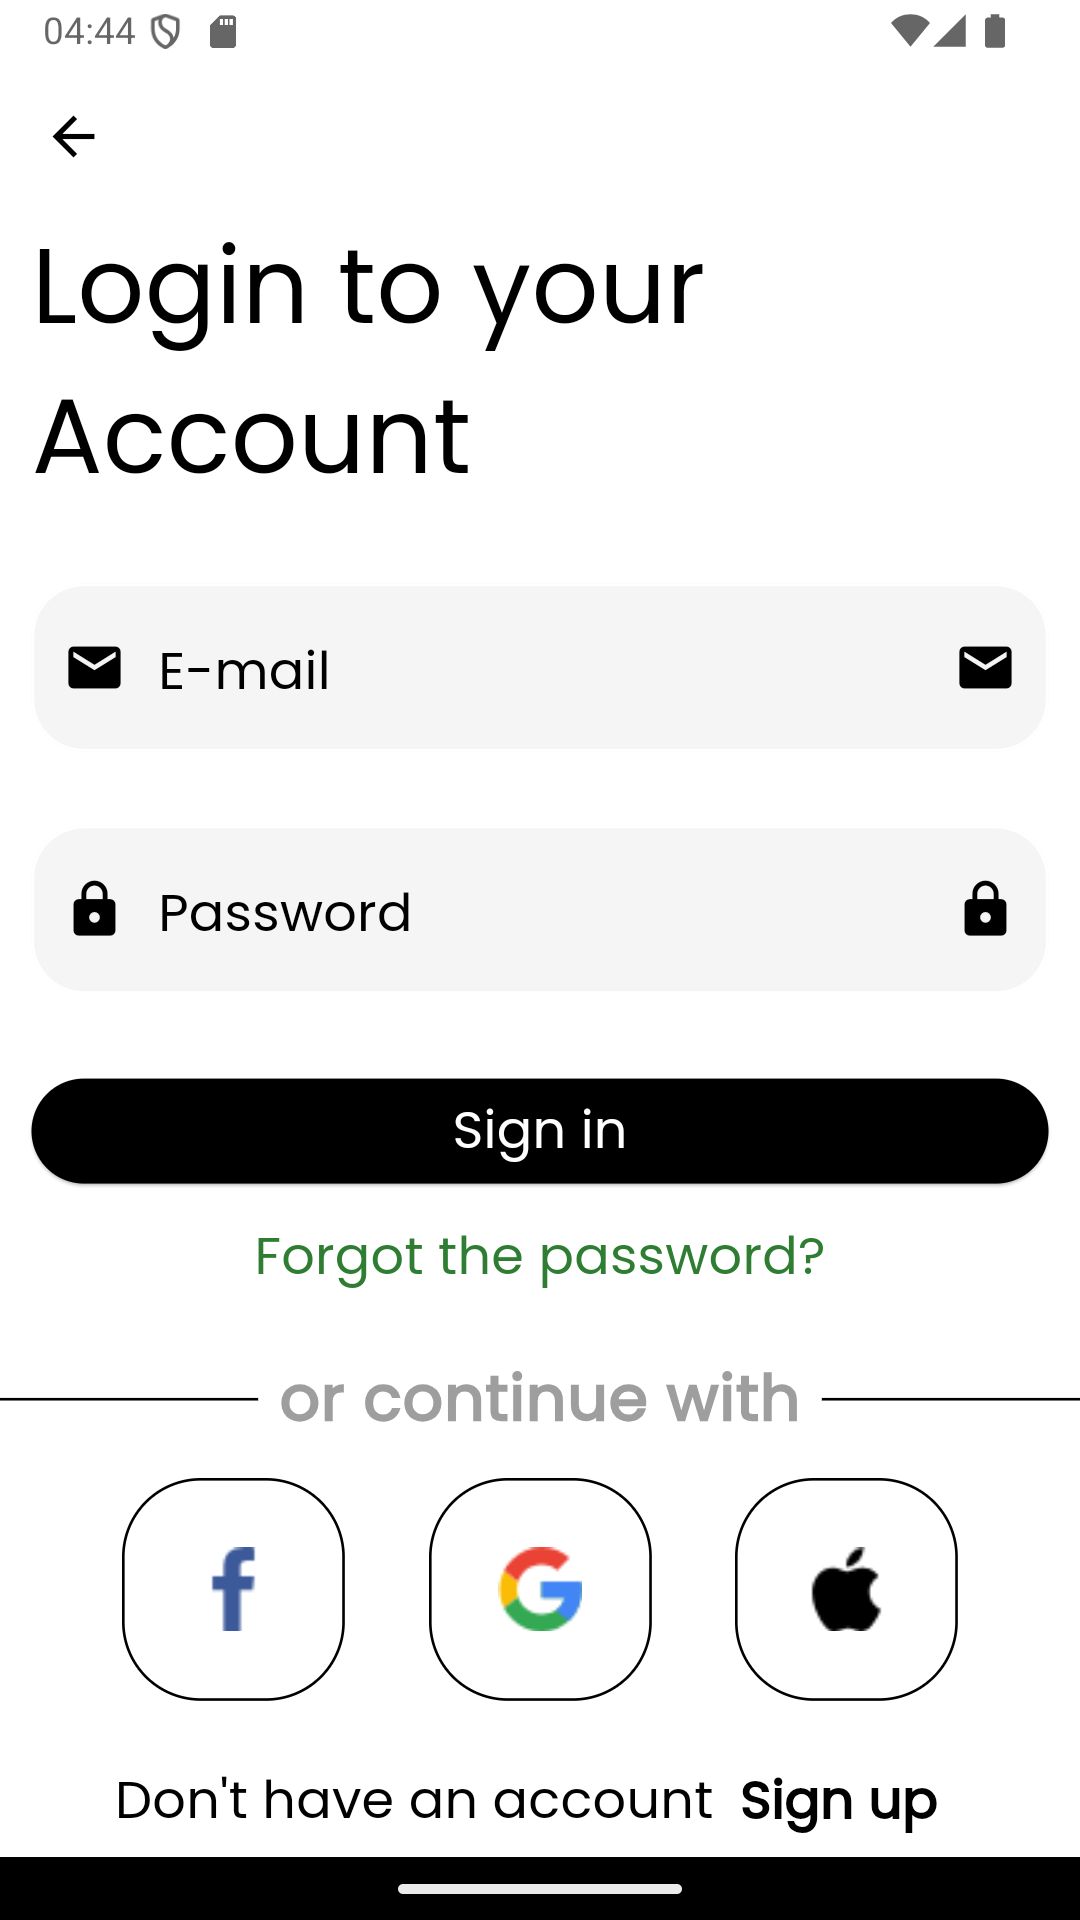 04:44
Login to your
Account
E-mail
Password
Sign in
Forgot the password?
or continue with
Don't have an account Sign up